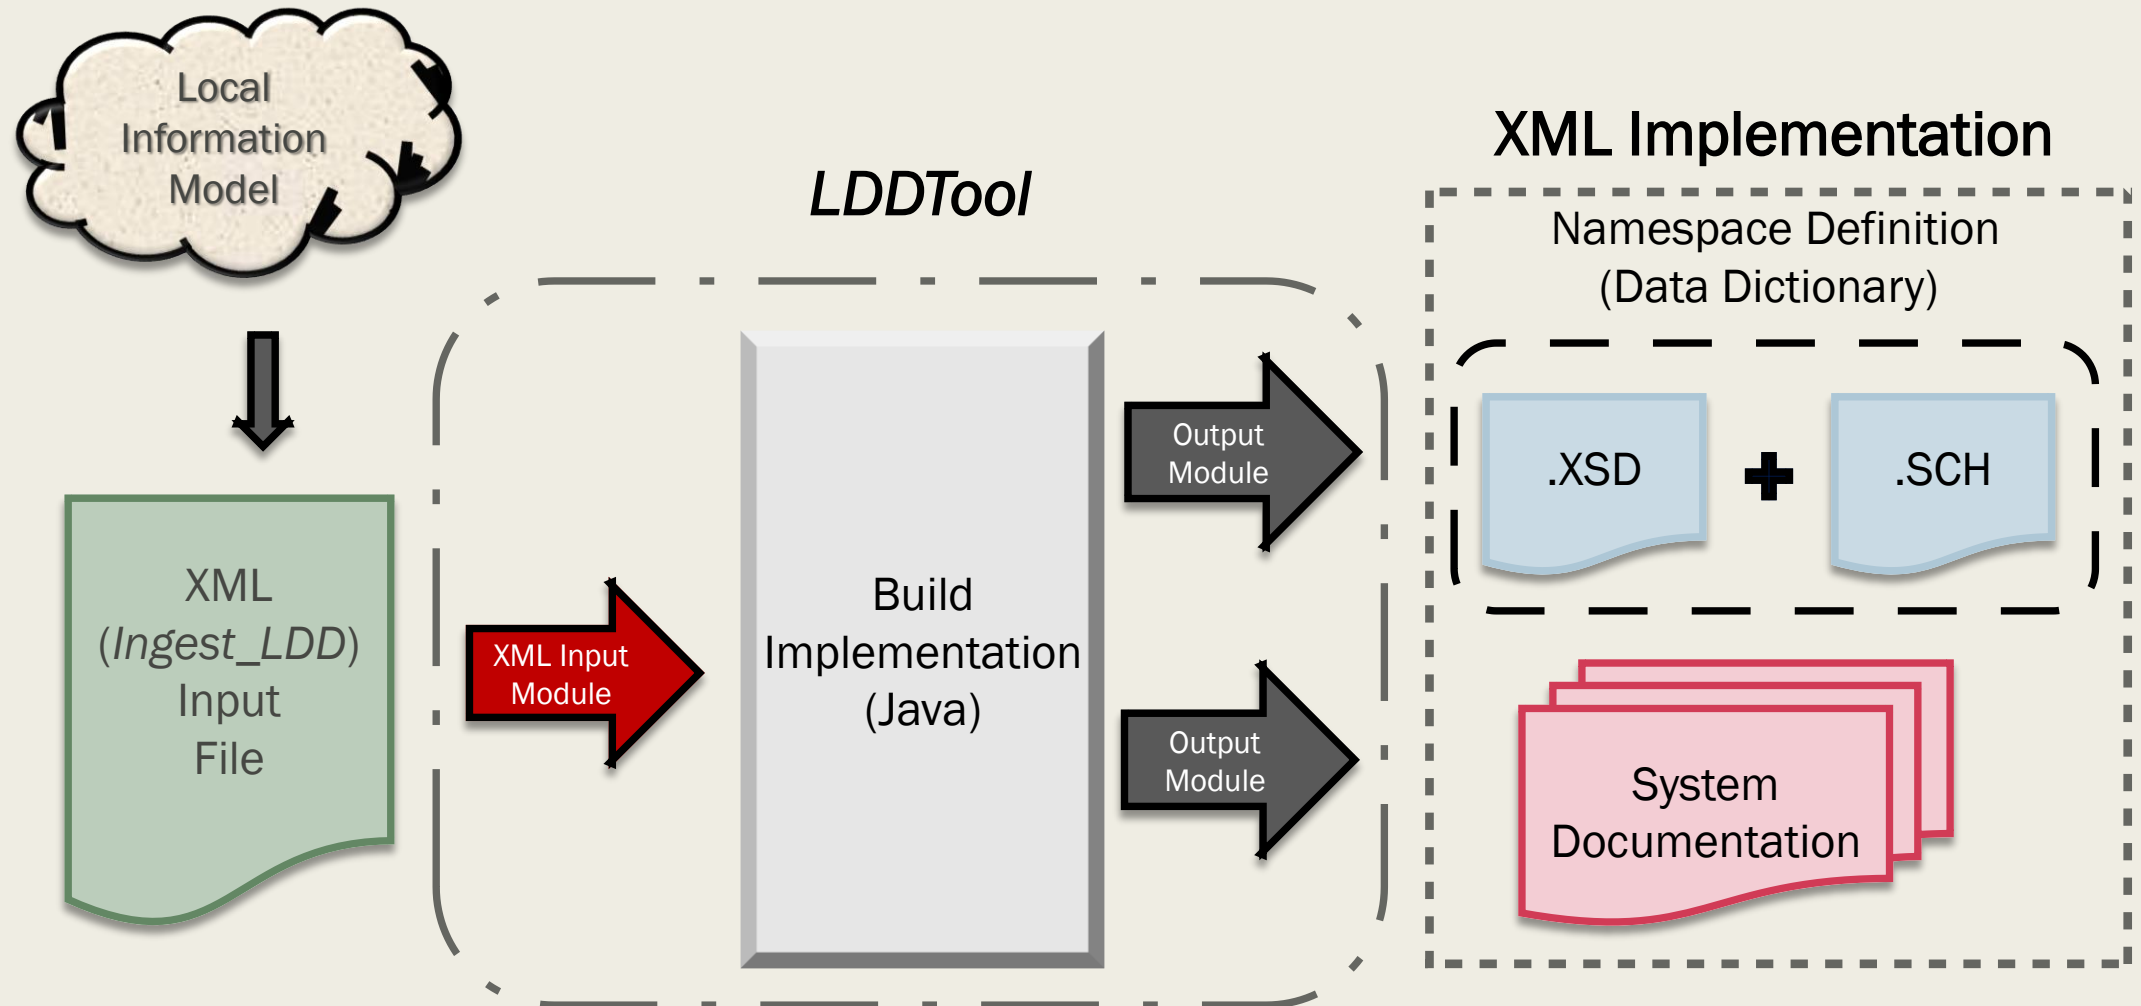 Local
Information
Model
XML
(Ingest_LDD)
Input
File
LDDTool
XML Input
Module
Build
Implementation
(Java)
Output
Module
Output
Module
XML Implementation
Namespace Definition
(Data Dictionary)
.XSD
.SCH
System
Documentation